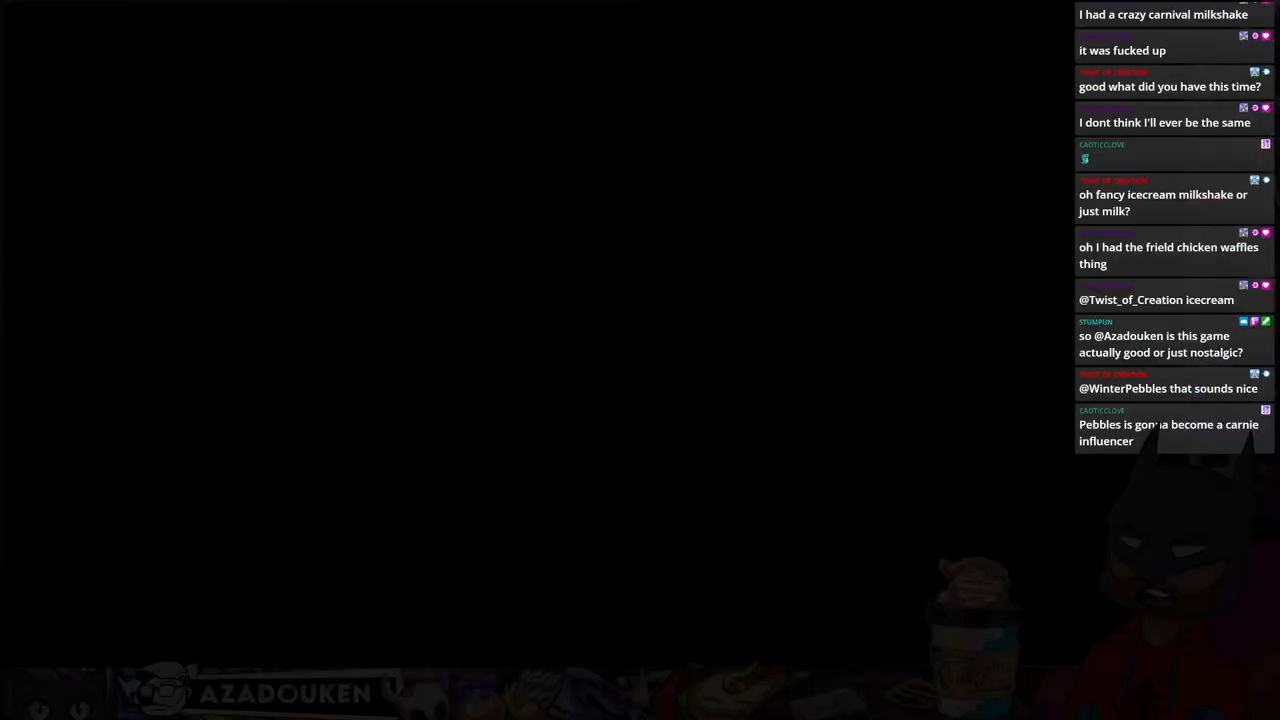 I had a crazy carnival milkshake
it was fucked up
TWIST_OF_CREATION
good what did you have this time?
I dont think I'll ever be the same
CAOTICCLOVE
TWIST_OF_CREATION
oh fancy icecream milkshake or
just milk?
oh I had the frield chicken waffles
thing
@Twist_of_Creation icecream
STUMPUN
so @Azadouken is this game
actually good or just nostalgic?
TWIST_OF_CREATION
@WinterPebbles that sounds nice
CAOTICCLOVE
Pebbles is gonna become a carnie
influencer
AZADOUKEN